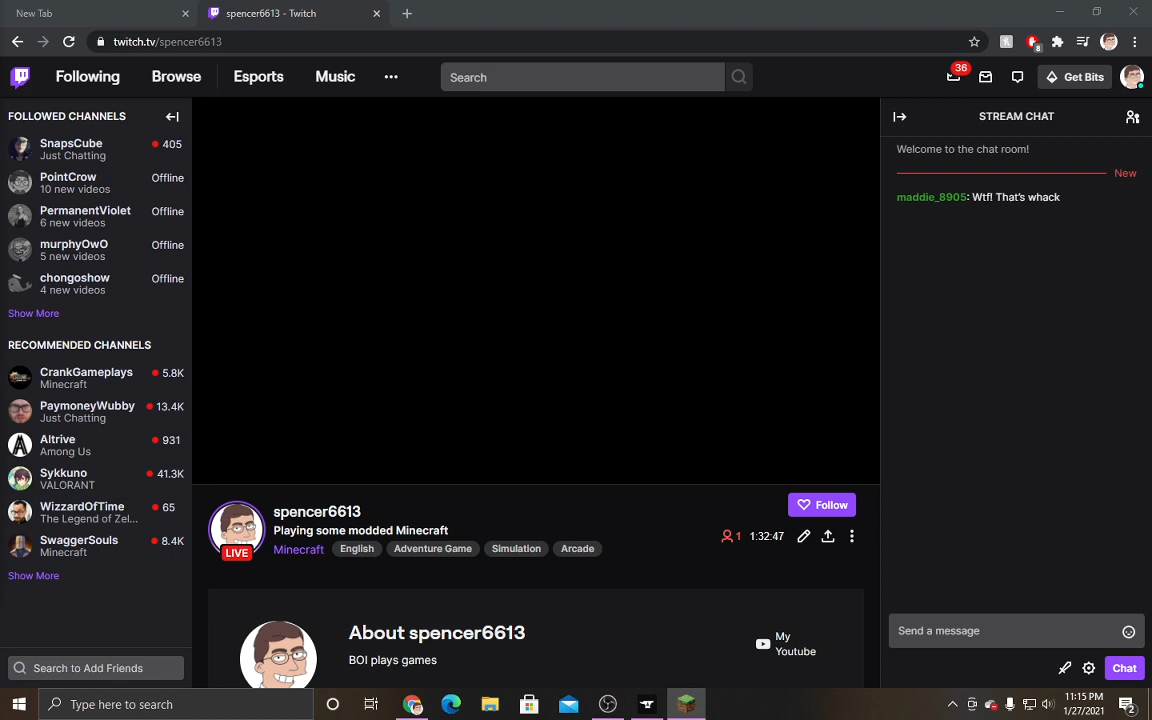 New Tab
spencer6613 - Twitch
twitch.tv/spencer6613
8
Following Browse Esports Music
Search
36
Get Bits
FOLLOWED CHANNELS
SnapsCube 405
Just Chatting
PointCrow Offline
10 new videos
PermanentViolet Offline
6 new videos
murphyOwO Offline
5 new videos
chongoshow Offline
4 new videos
Show More
RECOMMENDED CHANNELS
CrankGameplays 5.8K
Minecraft
PaymoneyWubby 13.4K
Just Chatting
Altrive 931
Among Us
Sykkuno 41.3K
VALORANT
WizzardOfTime 65
The Legend of Zel...
SwaggerSouls 8.4K
Minecraft
Show More
Search to Add Friends
spencer6613
Playing some modded Minecraft
Minecraft English Adventure Game Simulation Arcade
LIVE
Follow
1 1:32:47
About spencer6613
BOI plays games
My
Youtube
STREAM CHAT
Welcome to the chat room!
New
maddie_8905: Wtf! That's whack
Send a message
Chat
Type here to search
11:15 PM
1/27/2021
2